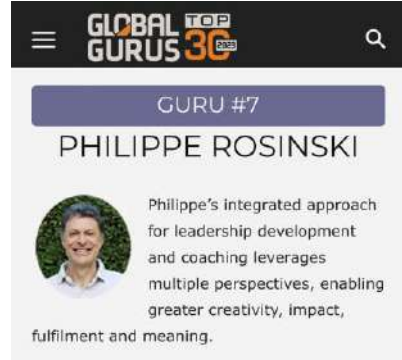 GLOBAL TOP
GURUS 30 2023
GURU #7
PHILIPPE ROSINSKI
Philippe's integrated approach
for leadership development
and coaching leverages
multiple perspectives, enabling
greater creativity, impact,
fulfilment and meaning.